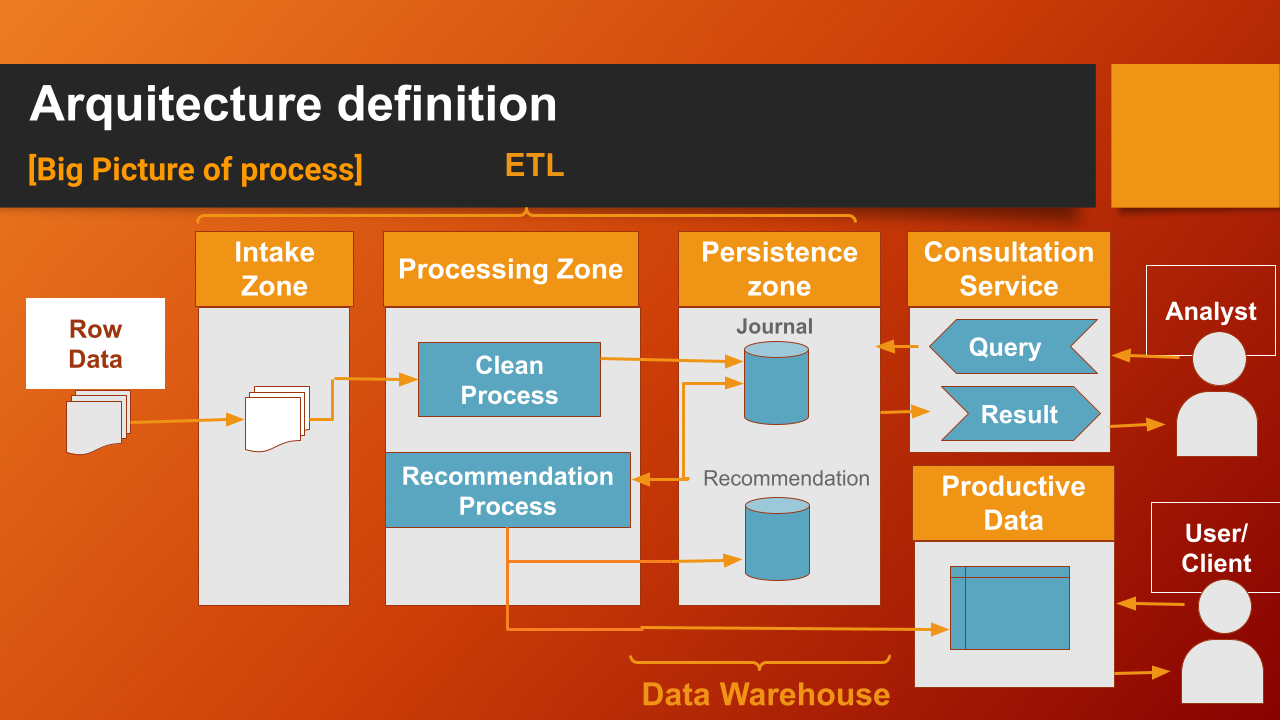 Arquitecture definition
[Big Picture of process]
ETL
Row
Data
Intake
Zone
Processing Zone
Clean
Process
Recommendation
Process
Persistence
zone
Journal
Recommendation
Consultation
Service
Query
Result
Analyst
Productive
Data
User/
Client
Data Warehouse